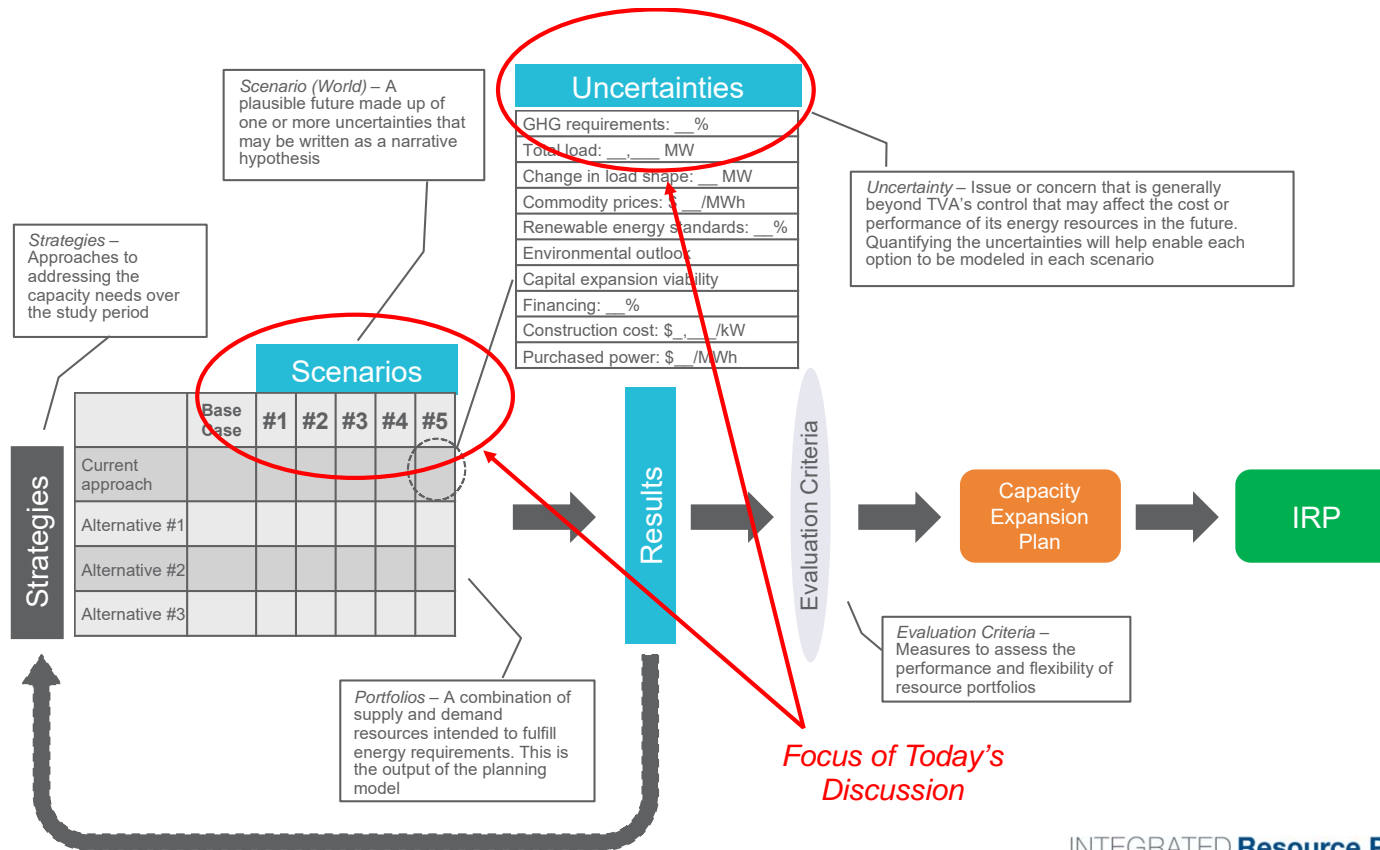 Uncertainties
GHG requirements: __%
Total load: __,___ MW
Change in load shape: __ MW
Commodity prices: $ __/MWh
Renewable energy standards: __%
Environmental outlook
Capital expansion viability
Financing: __%
Construction cost: $_,___/kW
Purchased power: $__/MWh
Scenario (World) – A
plausible future made up of
one or more uncertainties that
may be written as a narrative
hypothesis
Uncertainty – Issue or concern that is generally
beyond TVA's control that may affect the cost or
performance of its energy resources in the future.
Quantifying the uncertainties will help enable each
option to be modeled in each scenario
Strategies –
Approaches to
addressing the
capacity needs over
the study period
Scenarios
Base
Case
#1 #2 #3 #4 #5
Current
approach
Alternative #1
Alternative #2
Alternative #3
Strategies
Results
Evaluation Criteria
Capacity
Expansion
Plan
IRP
Evaluation Criteria –
Measures to assess the
performance and flexibility of
resource portfolios
Portfolios – A combination of
supply and demand
resources intended to fulfill
energy requirements. This is
the output of the planning
model
Focus of Today's
Discussion
INTEGRATED Resource P